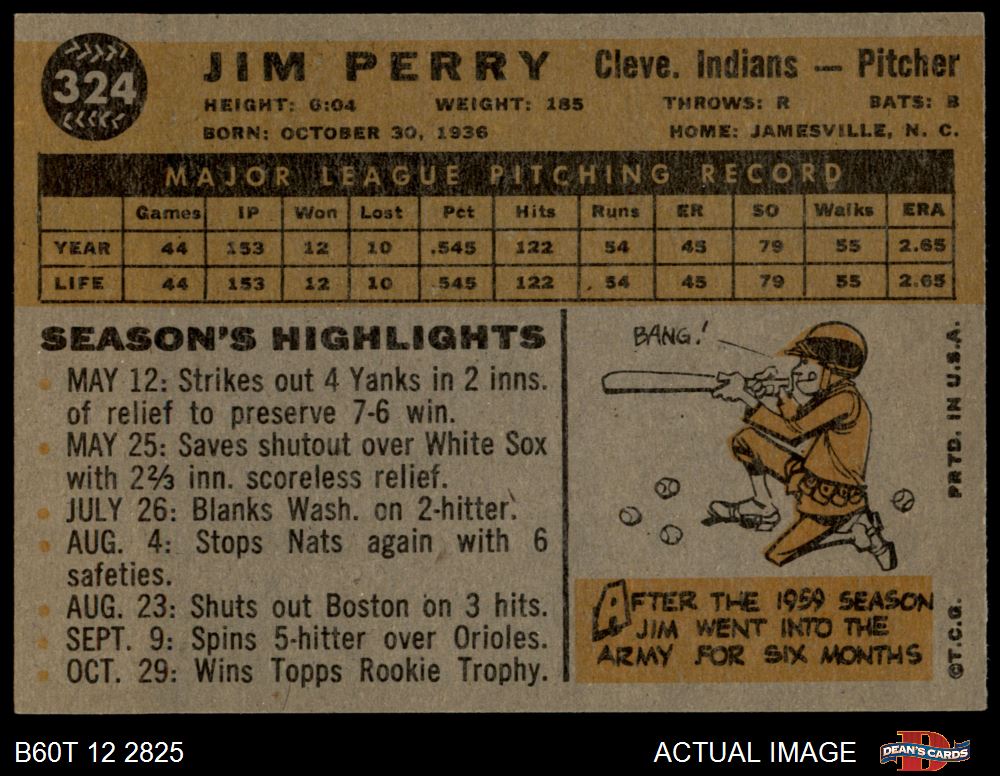 324
JIM PERRY Cleve. Indians — Pitcher
HEIGHT: 6:04 WEIGHT: 185 THROWS: R BATS: B
BORN: OCTOBER 30, 1936 HOME: JAMESVILLE, N. C.
MAJOR LEAGUE PITCHING RECORD
Games IP Won Lost Pct Hits Runs ER SO Walks ERA
YEAR 44 153 12 10 .545 122 54 45 79 55 2.65
LIFE 44 153 12 10 .545 122 54 45 79 55 2.65
SEASON'S HIGHLIGHTS
MAY 12: Strikes out 4 Yanks in 2 inns.
of relief to preserve 7-6 win.
MAY 25: Saves shutout over White Sox
with 2⅔ inn. scoreless relief.
JULY 26: Blanks Wash. on 2-hitter.
AUG. 4: Stops Nats again with 6
safeties.
AUG. 23: Shuts out Boston on 3 hits.
SEPT. 9: Spins 5-hitter over Orioles.
OCT. 29: Wins Topps Rookie Trophy.
BANG!
AFTER THE 1959 SEASON
JIM WENT INTO THE
ARMY FOR SIX MONTHS
©T.C.G. PRTD. IN U.S.A.
B60T 12 2825 ACTUAL IMAGE
D
DEAN'S CARDS